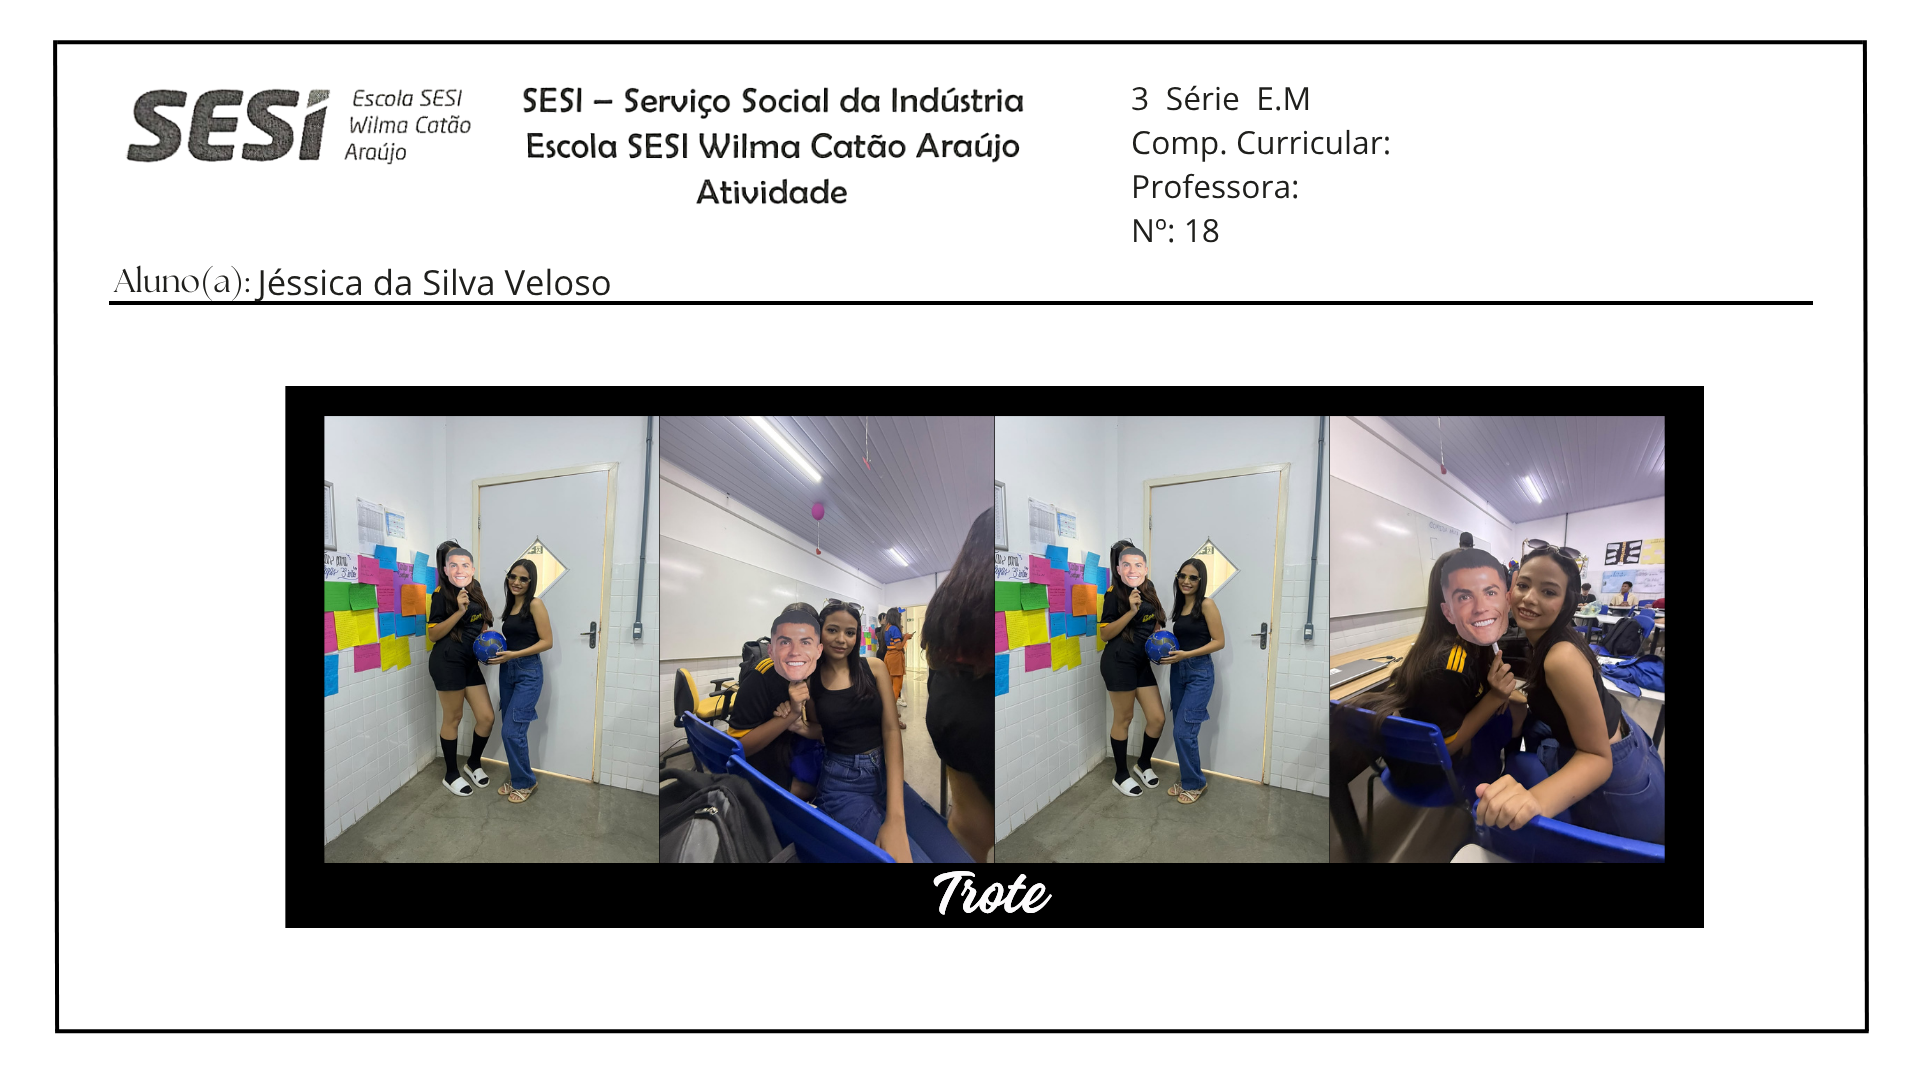 SESI
Escola SESI
Wilma Catão
Araújo
SESI – Serviço Social da Indústria
Escola SESI Wilma Catão Araújo
Atividade
3 Série E.M
Comp. Curricular:
Professora:
Nº: 18
Aluno(a): Jéssica da Silva Veloso
Trote